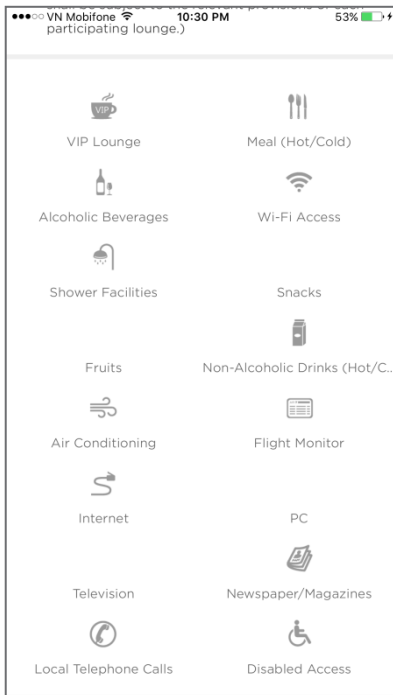 VN Mobifone 10:30 PM 53%
participating lounge.)
VIP
VIP Lounge
Meal (Hot/Cold)
Alcoholic Beverages
Wi-Fi Access
Shower Facilities
Snacks
Fruits
Non-Alcoholic Drinks (Hot/C...
Air Conditioning
Flight Monitor
Internet
PC
Television
Newspaper/Magazines
Local Telephone Calls
Disabled Access